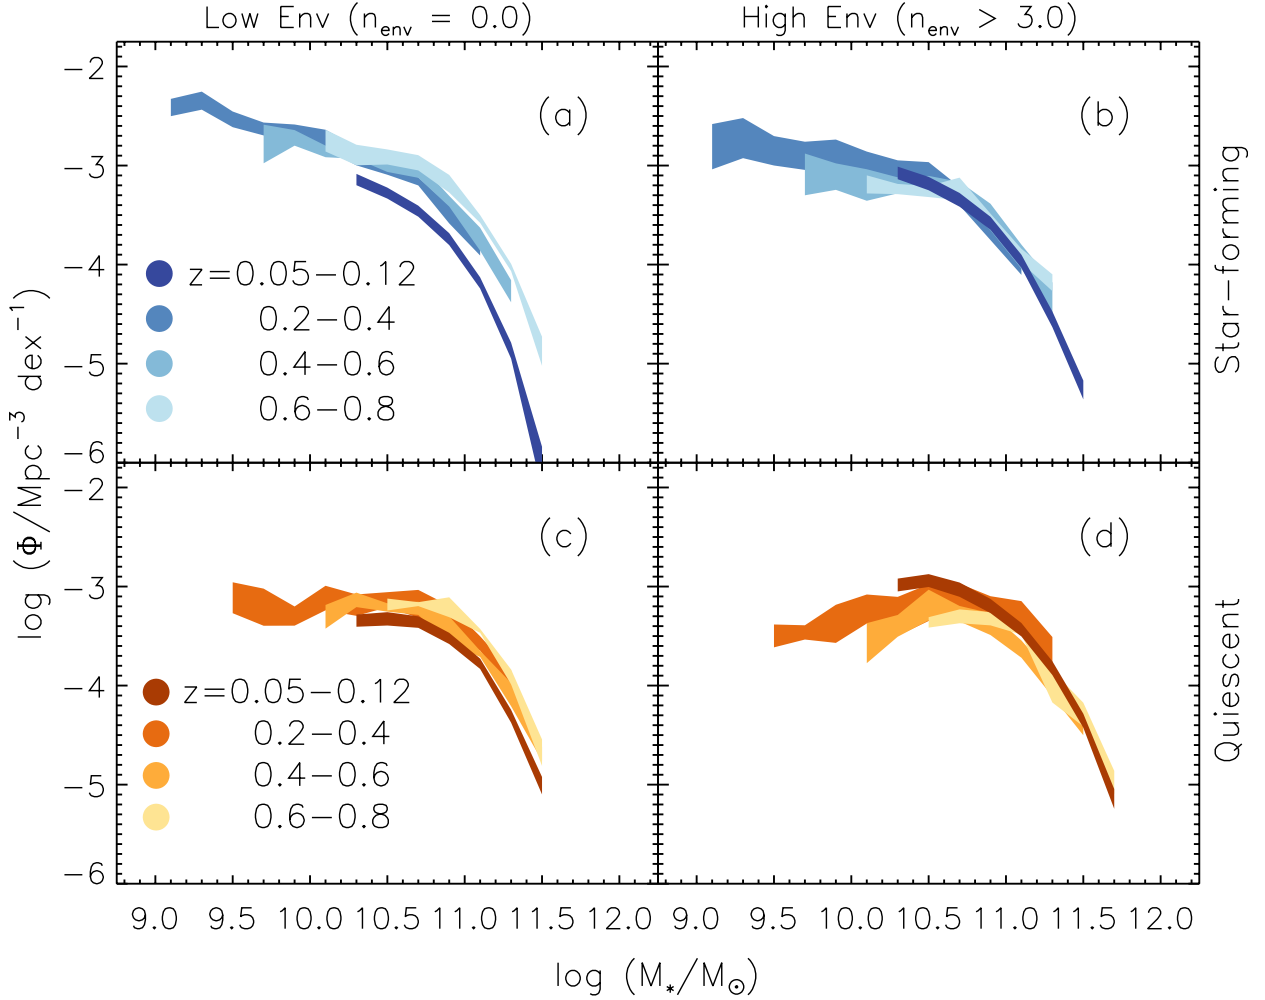 Low Env (n_env = 0.0)
High Env (n_env > 3.0)
log (Φ/Mpc⁻³ dex⁻¹)
−2
−3
−4
−5
−6
(a)
z=0.05−0.12
0.2−0.4
0.4−0.6
0.6−0.8
(b)
Star−forming
−2
−3
−4
−5
−6
(c)
z=0.05−0.12
0.2−0.4
0.4−0.6
0.6−0.8
(d)
Quiescent
9.0 9.5 10.0 10.5 11.0 11.5 12.0
9.0 9.5 10.0 10.5 11.0 11.5 12.0
log (M_*/M_⊙)